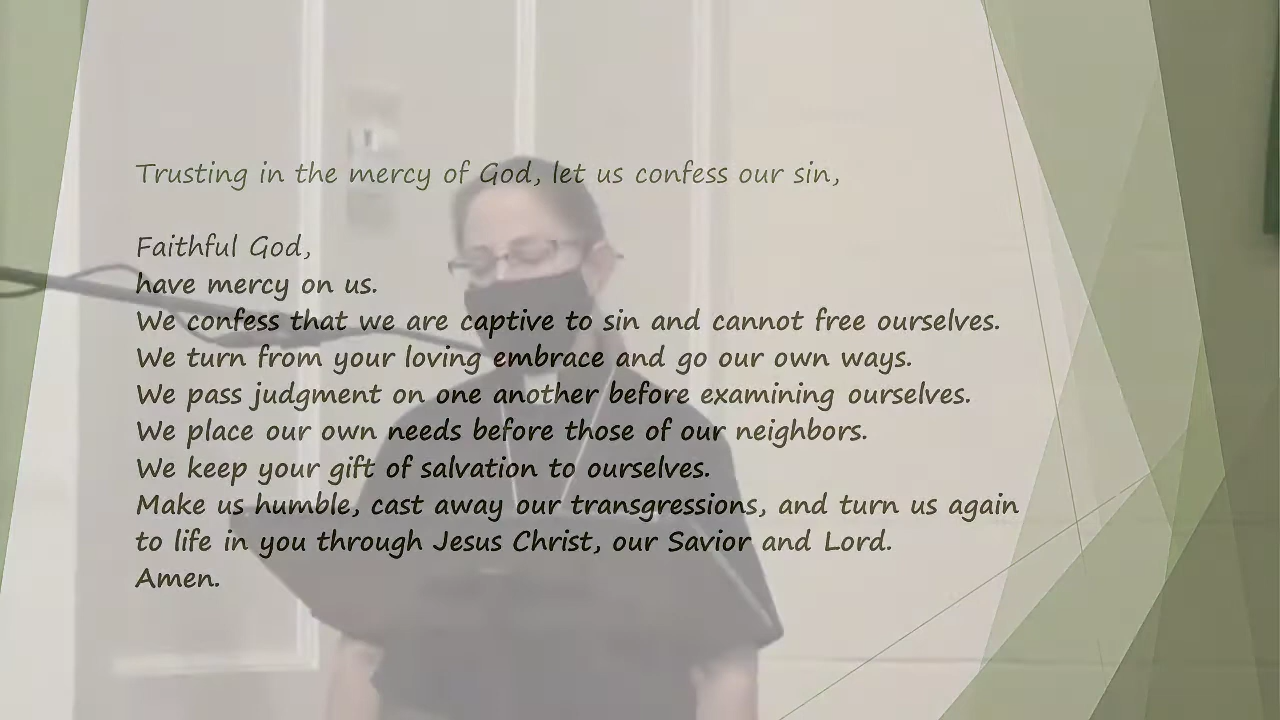 Trusting in the mercy of God, let us confess our sin,
Faithful God,
have mercy on us.
We confess that we are captive to sin and cannot free ourselves.
We turn from your loving embrace and go our own ways.
We pass judgment on one another before examining ourselves.
We place our own needs before those of our neighbors.
We keep your gift of salvation to ourselves.
Make us humble, cast away our transgressions, and turn us again
to life in you through Jesus Christ, our Savior and Lord.
Amen.